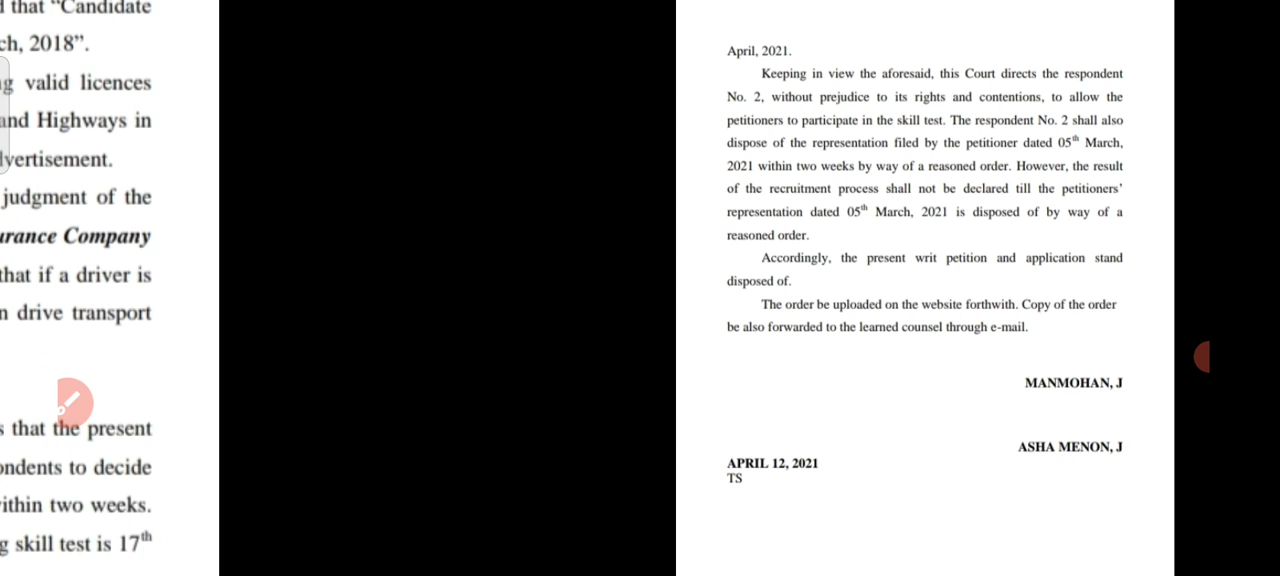 that “Candidate
ch, 2018”.
g valid licences
and Highways in
vertisement.
judgment of the
urance Company
that if a driver is
n drive transport
s that the present
ondents to decide
within two weeks.
g skill test is 17th
April, 2021.
Keeping in view the aforesaid, this Court directs the respondent
No. 2, without prejudice to its rights and contentions, to allow the
petitioners to participate in the skill test. The respondent No. 2 shall also
dispose of the representation filed by the petitioner dated 05th March,
2021 within two weeks by way of a reasoned order. However, the result
of the recruitment process shall not be declared till the petitioners’
representation dated 05th March, 2021 is disposed of by way of a
reasoned order.
Accordingly, the present writ petition and application stand
disposed of.
The order be uploaded on the website forthwith. Copy of the order
be also forwarded to the learned counsel through e-mail.
MANMOHAN, J
ASHA MENON, J
APRIL 12, 2021
TS